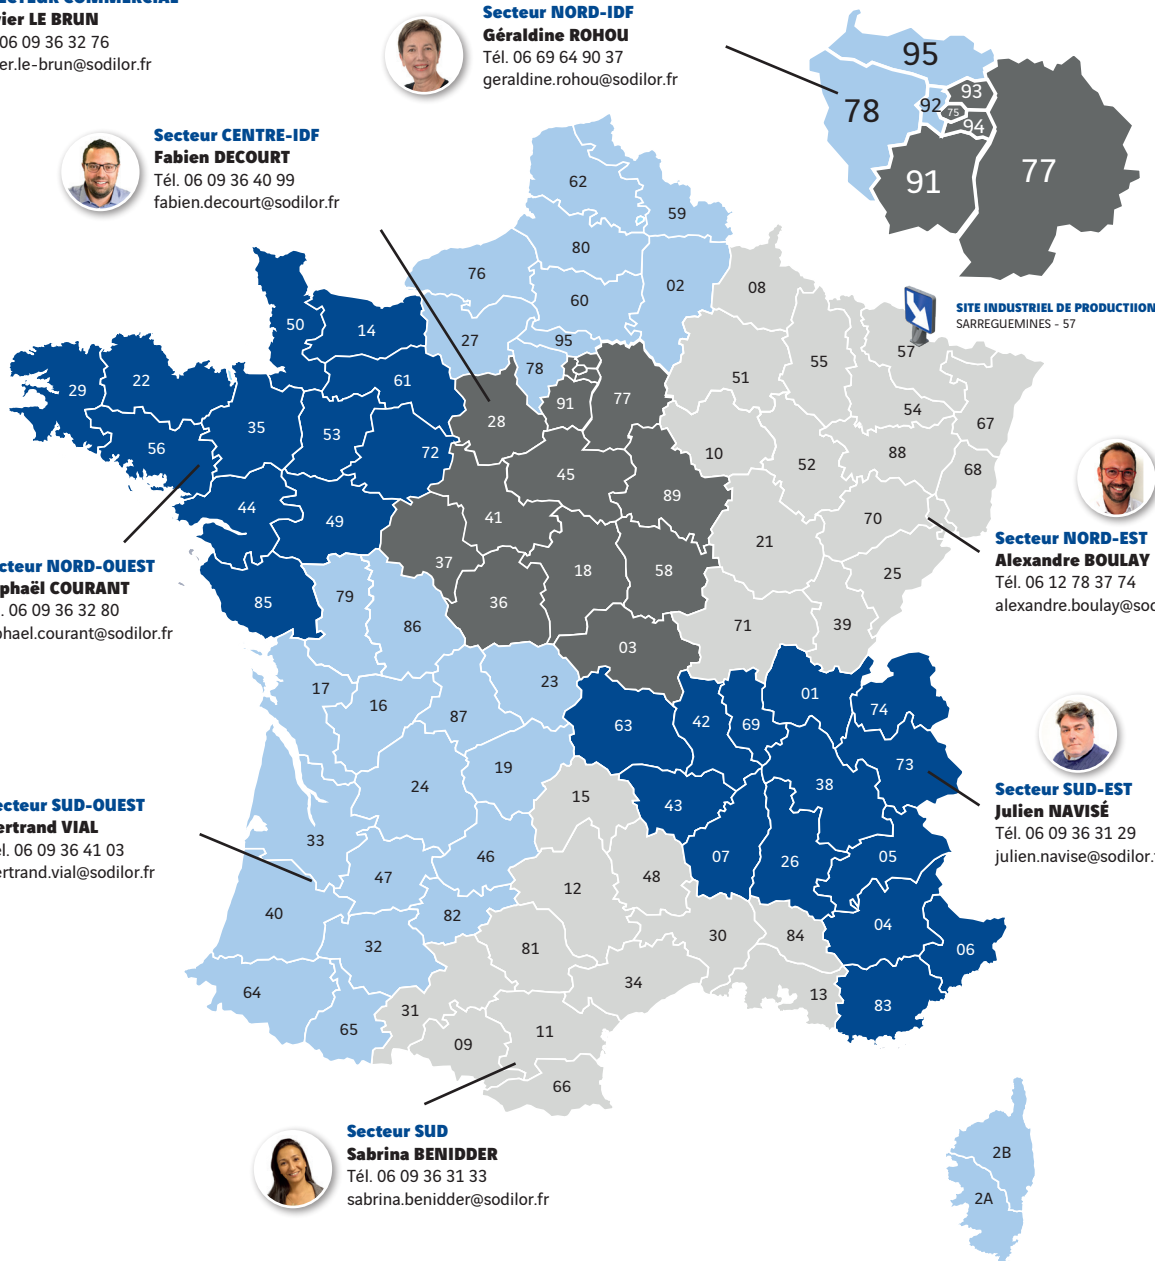 vier LE BRUN
06 09 36 32 76
er.le-brun@sodilor.fr
Secteur NORD-IDF
Géraldine ROHOU
Tél. 06 69 64 90 37
geraldine.rohou@sodilor.fr
95
78
92
93
75
94
91
77
Secteur CENTRE-IDF
Fabien DECOURT
Tél. 06 09 36 40 99
fabien.decourt@sodilor.fr
62
59
80
76
60
02
08
27
95
78
SITE INDUSTRIEL DE PRODUCTIION
SARREGUEMINES - 57
57
50
14
61
29
22
35
53
72
56
44
49
85
28
91
77
45
89
41
37
36
18
58
03
55
51
54
67
10
52
88
68
70
21
25
71
39
Secteur NORD-EST
Alexandre BOULAY
Tél. 06 12 78 37 74
alexandre.boulay@sod
cteur NORD-OUEST
phaël COURANT
. 06 09 36 32 80
hael.courant@sodilor.fr
79
86
17
16
87
23
19
24
33
47
46
40
82
32
64
65
63
42
69
01
74
73
38
43
07
26
05
04
06
83
Secteur SUD-EST
Julien NAVISÉ
Tél. 06 09 36 31 29
julien.navise@sodilor.
ecteur SUD-OUEST
ertrand VIAL
él. 06 09 36 41 03
ertrand.vial@sodilor.fr
15
48
12
30
84
81
34
13
31
09
11
66
Secteur SUD
Sabrina BENIDDER
Tél. 06 09 36 31 33
sabrina.benidder@sodilor.fr
2B
2A